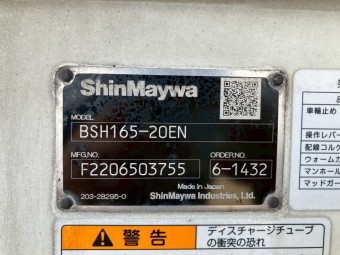 ShinMaywa
MODEL
BSH165-20EN
MFG.NO. ORDER.NO.
F2206503755 6-1432
Made in Japan
203-28295-0 ShinMaywa Industries, Ltd.
車輪止め
操作レバー
配線コルク
ウォームガ
マンホール
マッドガー
警告
ディスチャージチューブ
の衝突の恐れ